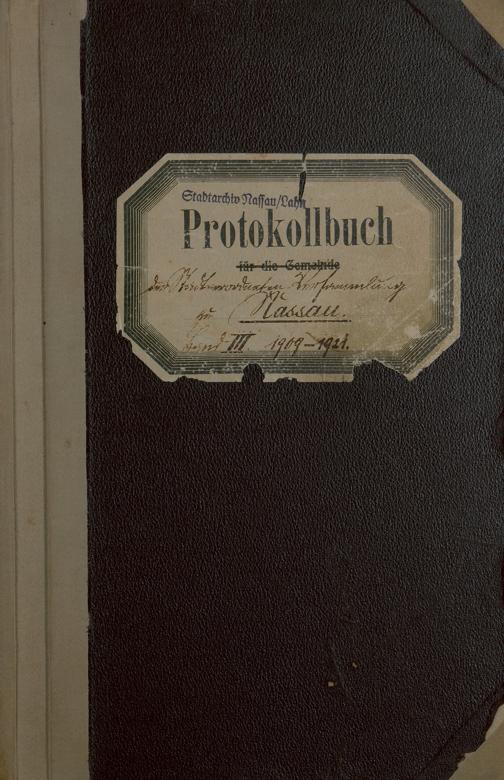 Stadtarchiv Nassau/Lahn
Protokollbuch
für die Gemeinde
der Stadtverordneten Versammlung
zu Nassau.
Band III 1909-1921.